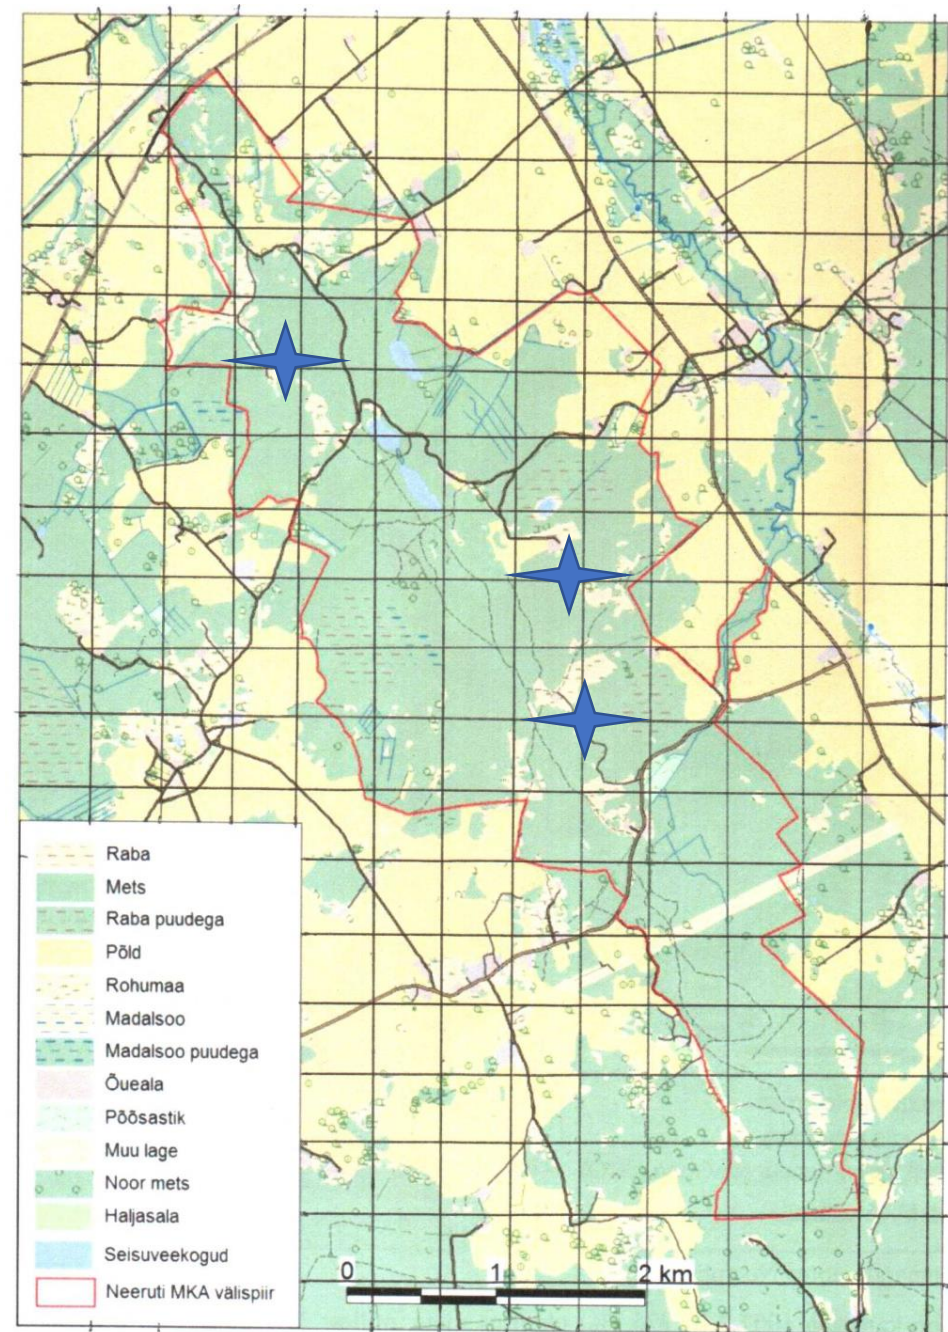 Raba
Mets
Raba puudega
Põld
Rohumaa
Madalsoo
Madalsoo puudega
Õueala
Põõsastik
Muu lage
Noor mets
Haljasala
Seisuveekogud
Neeruti MKA välispiir
0 1 2 km